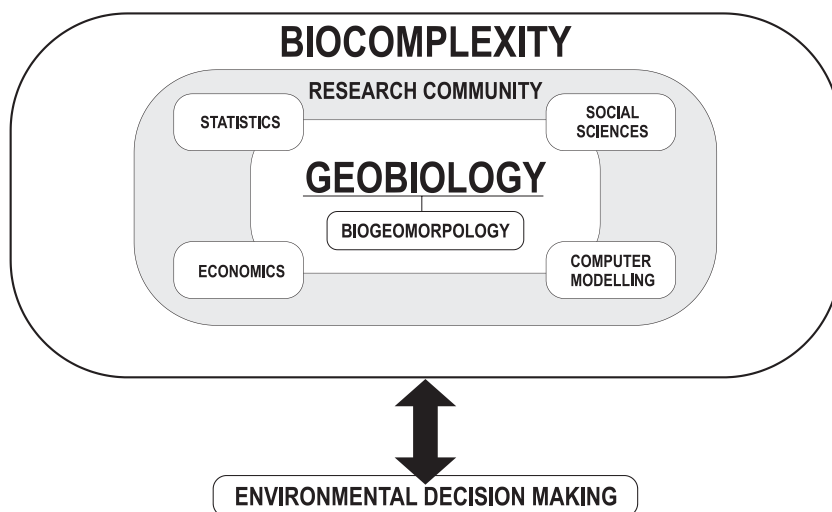 BIOCOMPLEXITY
RESEARCH COMMUNITY
STATISTICS
SOCIAL
SCIENCES
GEOBIOLOGY
BIOGEOMORPOLOGY
ECONOMICS
COMPUTER
MODELLING
ENVIRONMENTAL DECISION MAKING